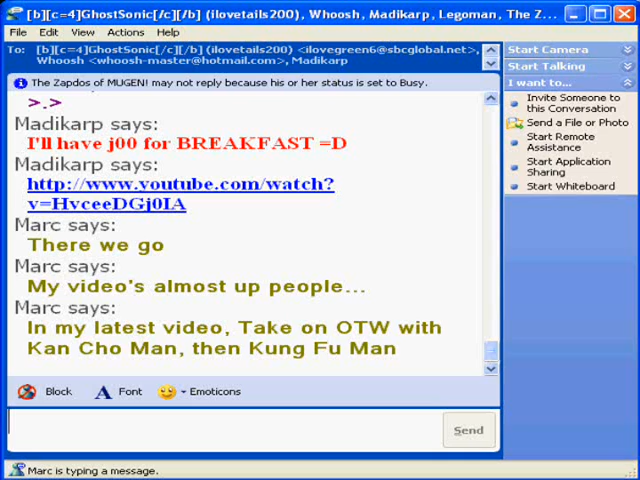 [b][c=4]GhostSonic[/c][/b] (ilovetails200), Whoosh, Madikarp, Legoman, The Z...
File Edit View Actions Help
To: [b][c=4]GhostSonic[/c][/b] (ilovetails200) <ilovegreen6@sbcglobal.net>,
Whoosh <whoosh-master@hotmail.com>, Madikarp
The Zapdos of MUGEN! may not reply because his or her status is set to Busy.
>.>
Madikarp says:
I'll have j00 for BREAKFAST =D
Madikarp says:
http://www.youtube.com/watch?
v=HvceeDGj0IA
Marc says:
There we go
Marc says:
My video's almost up people...
Marc says:
In my latest video, Take on OTW with
Kan Cho Man, then Kung Fu Man
Block Font Emoticons
Send
Marc is typing a message.
Start Camera
Start Talking
I want to...
Invite Someone to
this Conversation
Send a File or Photo
Start Remote
Assistance
Start Application
Sharing
Start Whiteboard